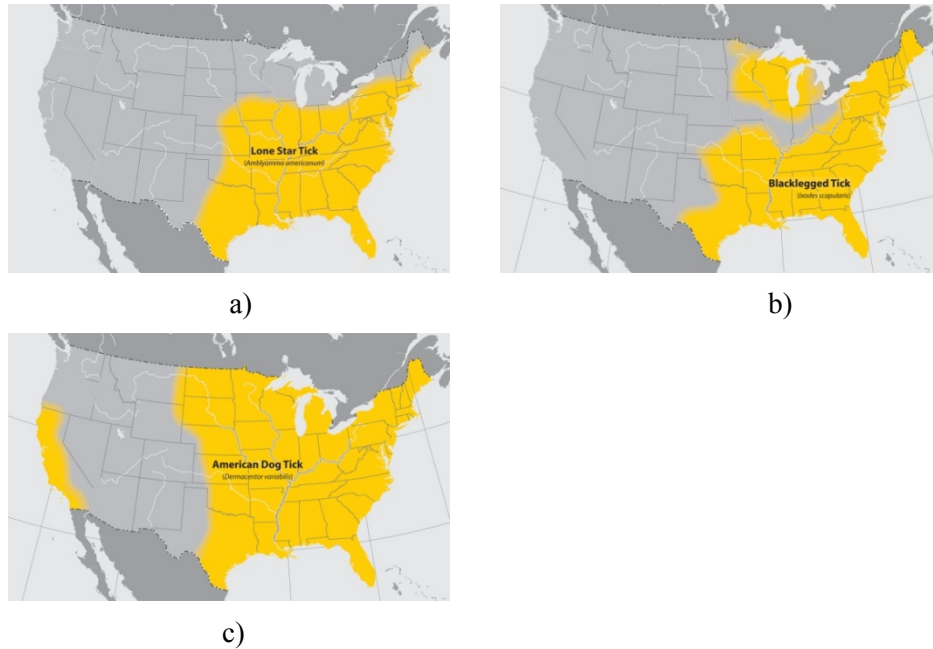 Lone Star Tick
(Amblyomma americanum)
a)
Blacklegged Tick
(Ixodes scapularis)
b)
American Dog Tick
(Dermacentor variabilis)
c)